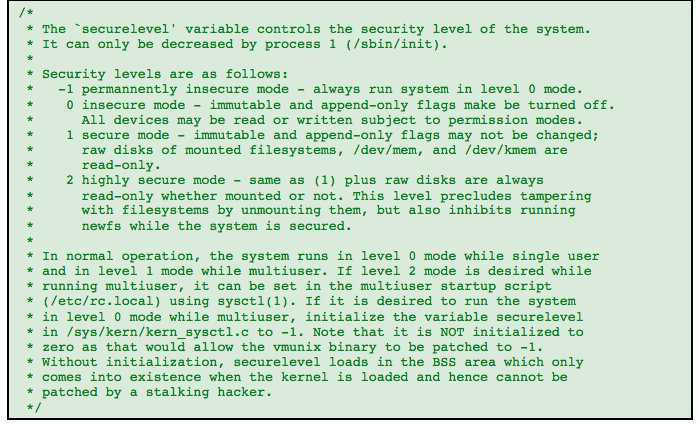 /*
* The `securelevel' variable controls the security level of the system.
* It can only be decreased by process 1 (/sbin/init).
*
* Security levels are as follows:
* -1 permannently insecure mode - always run system in level 0 mode.
* 0 insecure mode - immutable and append-only flags make be turned off.
* All devices may be read or written subject to permission modes.
* 1 secure mode - immutable and append-only flags may not be changed;
* raw disks of mounted filesystems, /dev/mem, and /dev/kmem are
* read-only.
* 2 highly secure mode - same as (1) plus raw disks are always
* read-only whether mounted or not. This level precludes tampering
* with filesystems by unmounting them, but also inhibits running
* newfs while the system is secured.
*
* In normal operation, the system runs in level 0 mode while single user
* and in level 1 mode while multiuser. If level 2 mode is desired while
* running multiuser, it can be set in the multiuser startup script
* (/etc/rc.local) using sysctl(1). If it is desired to run the system
* in level 0 mode while multiuser, initialize the variable securelevel
* in /sys/kern/kern_sysctl.c to -1. Note that it is NOT initialized to
* zero as that would allow the vmunix binary to be patched to -1.
* Without initialization, securelevel loads in the BSS area which only
* comes into existence when the kernel is loaded and hence cannot be
* patched by a stalking hacker.
*/